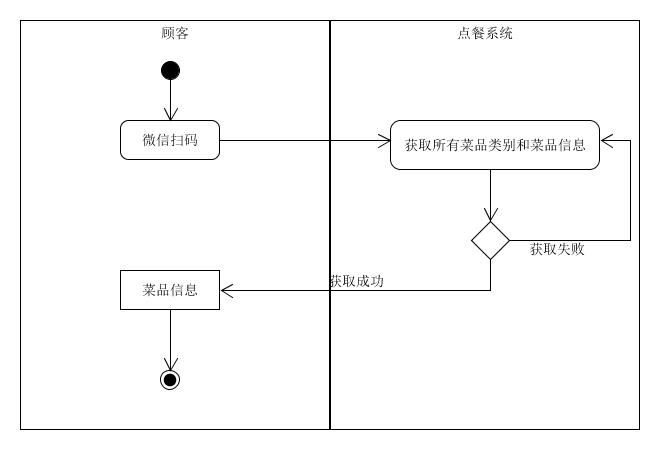 顾客
点餐系统
微信扫码
获取所有菜品类别和菜品信息
获取失败
获取成功
菜品信息